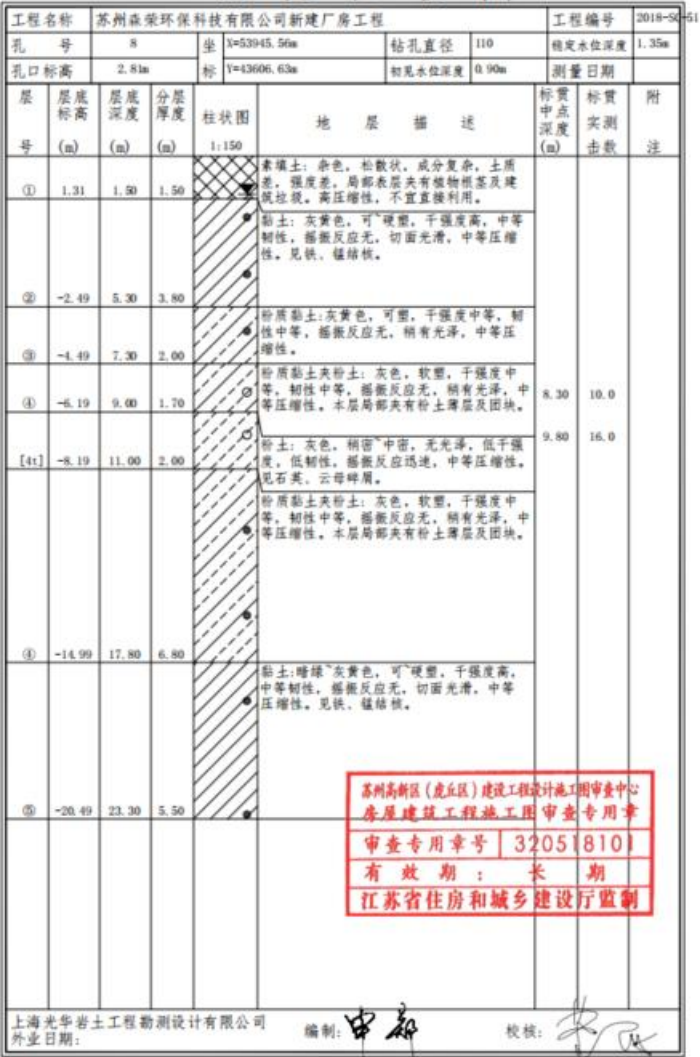 工程名称 苏州森荣环保科技有限公司新建厂房工程 工程编号 2018-SG-51
孔号 8 坐 X=53945.56m 钻孔直径 110 稳定水位深度 1.35m
孔口标高 2.81m 标 Y=43606.63m 初见水位深度 0.90m 测量日期
层号 层底标高(m) 层底深度(m) 分层厚度(m) 柱状图 1:150 地层描述 标贯中点深度(m) 标贯实测击数 附注
素填土：杂色，松散状，成分复杂，土质
差，强度差，局部表层夹有植物根茎及建
① 1.31 1.50 1.50 筑垃圾。高压缩性，不宜直接利用。
黏土：灰黄色，可~硬塑，干强度高，中等
韧性，摇振反应无，切面光滑，中等压缩
性。见铁、锰结核。
② -2.49 5.30 3.80
粉质黏土:灰黄色，可塑，干强度中等，韧
性中等，摇振反应无，稍有光泽，中等压
③ -4.49 7.30 2.00 缩性。
粉质黏土夹粉土：灰色，软塑，干强度中
等，韧性中等，摇振反应无，稍有光泽，中 8.30 10.0
④ -6.19 9.00 1.70 等压缩性。本层局部夹有粉土薄层及团块。
9.80 16.0
粉土：灰色，稍密~中密，无光泽，低干强
[4t] -8.19 11.00 2.00 度，低韧性，摇振反应迅速，中等压缩性。
见石英、云母碎屑。
粉质黏土夹粉土：灰色，软塑，干强度中
等，韧性中等，摇振反应无，稍有光泽，中
等压缩性。本层局部夹有粉土薄层及团块。
④ -14.99 17.80 6.80
黏土:暗绿~灰黄色，可~硬塑，干强度高，
中等韧性，摇振反应无，切面光滑，中等
压缩性。见铁、锰结核。
⑤ -20.49 23.30 5.50
苏州高新区（虎丘区）建设工程设计施工图审查中心
房屋建筑工程施工图审查专用章
审查专用章号 320518101
有效期：长期
江苏省住房和城乡建设厅监制
上海光华岩土工程勘测设计有限公司 编制: 校核:
外业日期: